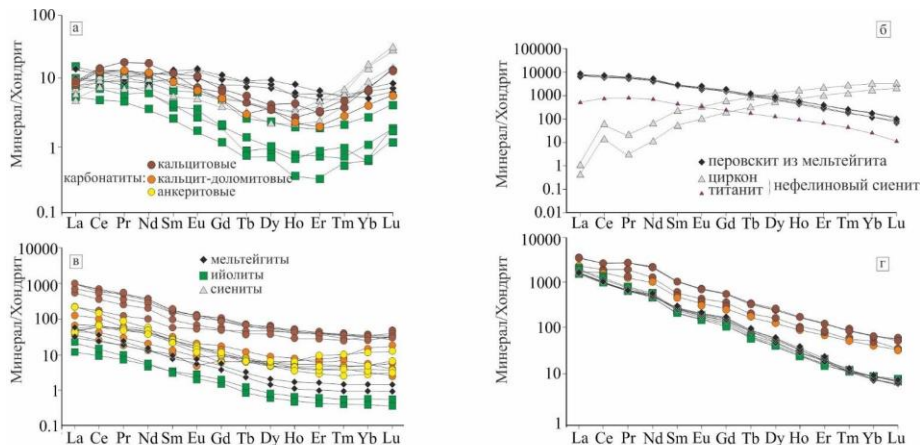 а
100
10
1
0.1
Минерал/Хондрит
кальцитовые
карбонатиты: кальцит-доломитовые
анкеритовые
La Ce Pr Nd Sm Eu Gd Tb Dy Ho Er Tm Yb Lu
б
10000
1000
100
10
1
0.1
0.01
Минерал/Хондрит
перовскит из мельтейгита
циркон
титанит
нефелиновый сиенит
La Ce Pr Nd Sm Eu Gd Tb Dy Ho Er Tm Yb Lu
в
10000
1000
100
10
1
0.1
Минерал/Хондрит
мельтейгиты
ийолиты
сиениты
La Ce Pr Nd Sm Eu Gd Tb Dy Ho Er Tm Yb Lu
г
10000
1000
100
10
1
Минерал/Хондрит
La Ce Pr Nd Sm Eu Gd Tb Dy Ho Er Tm Yb Lu